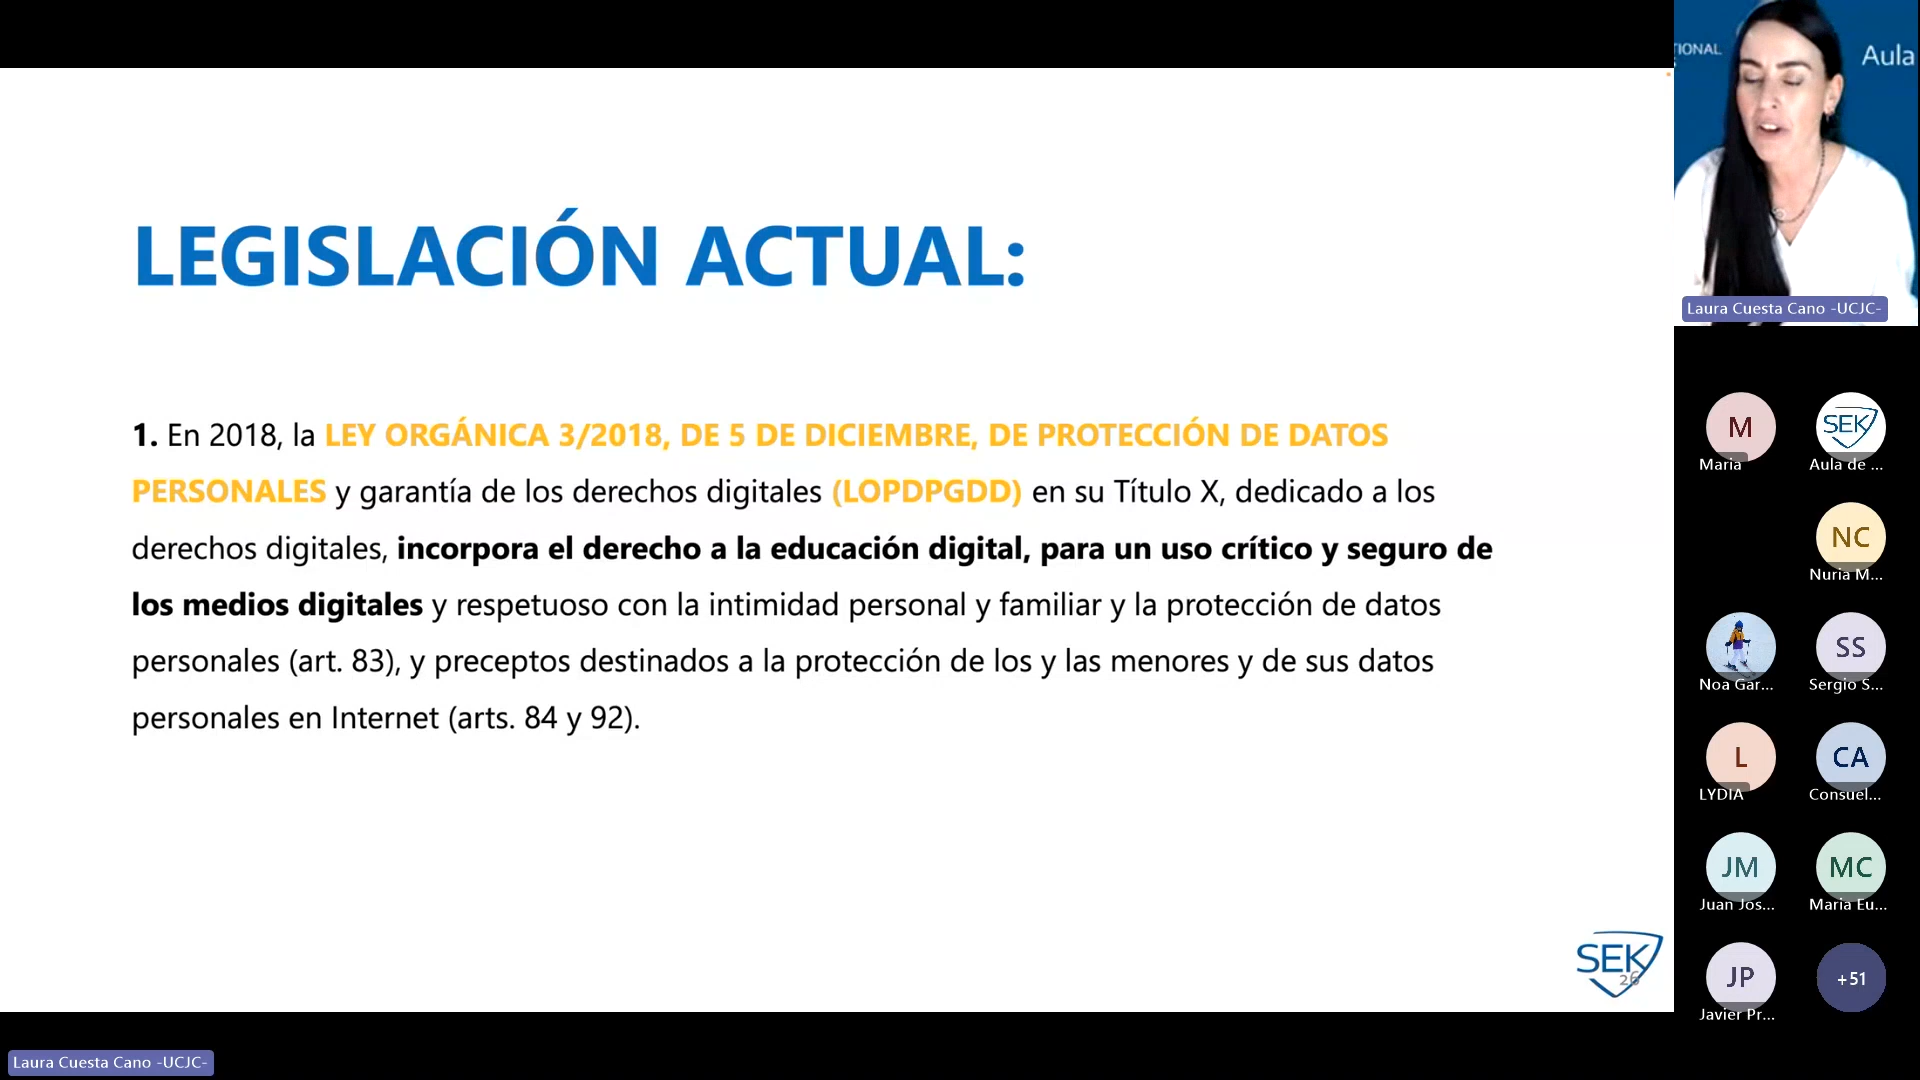 LEGISLACIÓN ACTUAL:
1. En 2018, la LEY ORGÁNICA 3/2018, DE 5 DE DICIEMBRE, DE PROTECCIÓN DE DATOS
PERSONALES y garantía de los derechos digitales (LOPDPGDD) en su Título X, dedicado a los
derechos digitales, incorpora el derecho a la educación digital, para un uso crítico y seguro de
los medios digitales y respetuoso con la intimidad personal y familiar y la protección de datos
personales (art. 83), y preceptos destinados a la protección de los y las menores y de sus datos
personales en Internet (arts. 84 y 92).
SEK
26
Laura Cuesta Cano -UCJC-
TIONAL
Aula
Laura Cuesta Cano -UCJC-
M
Maria
SEK
Aula de ...
NC
Nuria M...
Noa Gar...
SS
Sergio S...
L
LYDIA
CA
Consuel...
JM
Juan Jos...
MC
Maria Eu...
JP
Javier Pr...
+51